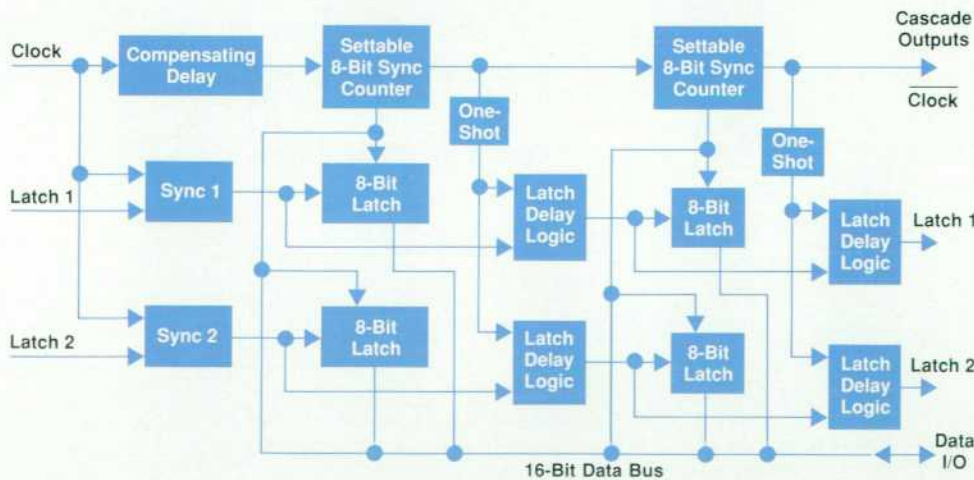 Clock
Compensating
Delay
Settable
8-Bit Sync
Counter
Settable
8-Bit Sync
Counter
Cascade
Outputs
Clock
One-
Shot
One-
Shot
Latch 1
Sync 1
8-Bit
Latch
Latch
Delay
Logic
8-Bit
Latch
Latch
Delay
Logic
Latch 1
Latch 2
Sync 2
8-Bit
Latch
Latch
Delay
Logic
8-Bit
Latch
Latch
Delay
Logic
Latch 2
16-Bit Data Bus
Data
I/O